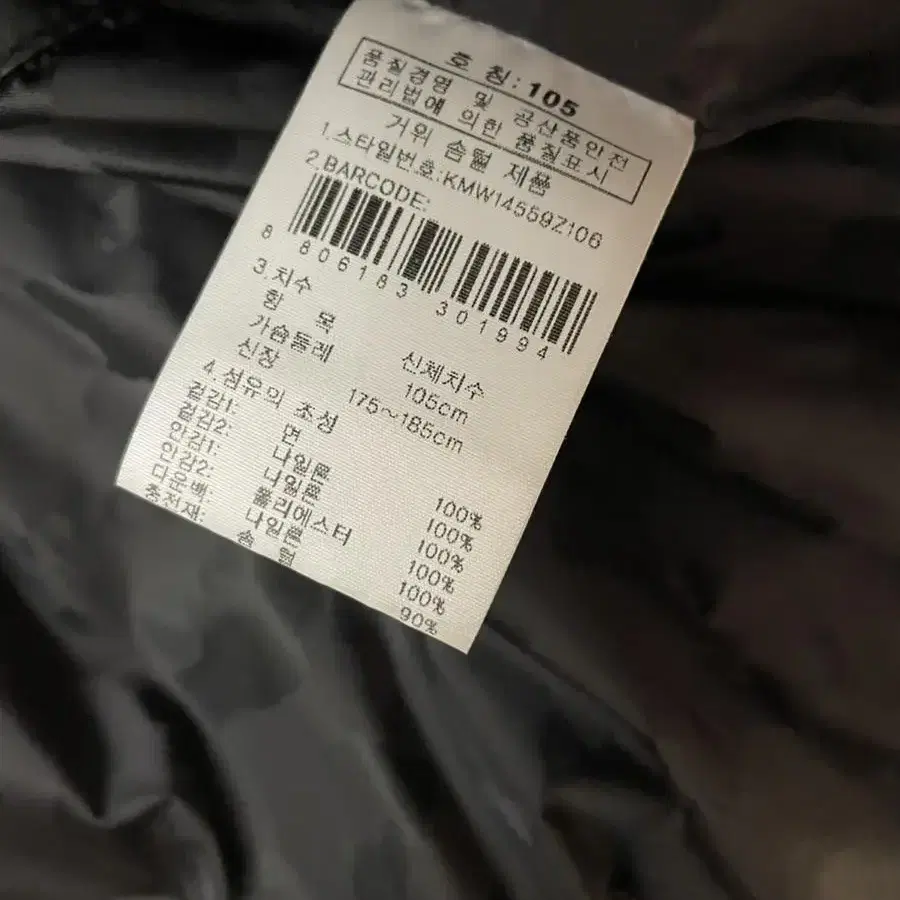 호 칭: 105
품질경영 및 공산품안전
관리법에 의한 품질표시
거위 솜털 제품
1.스타일번호:KMW14559Z106
2.BARCODE:
8 806183 301994
3.치수
항 목 신체치수
가슴둘레 105cm
신장 175~185cm
4.섬유의 조성
겉감1: 면 100%
겉감2: 나일론 100%
안감1: 나일론 100%
안감2: 폴리에스터 100%
다운백: 나일론 100%
충전재: 솜 털 90%